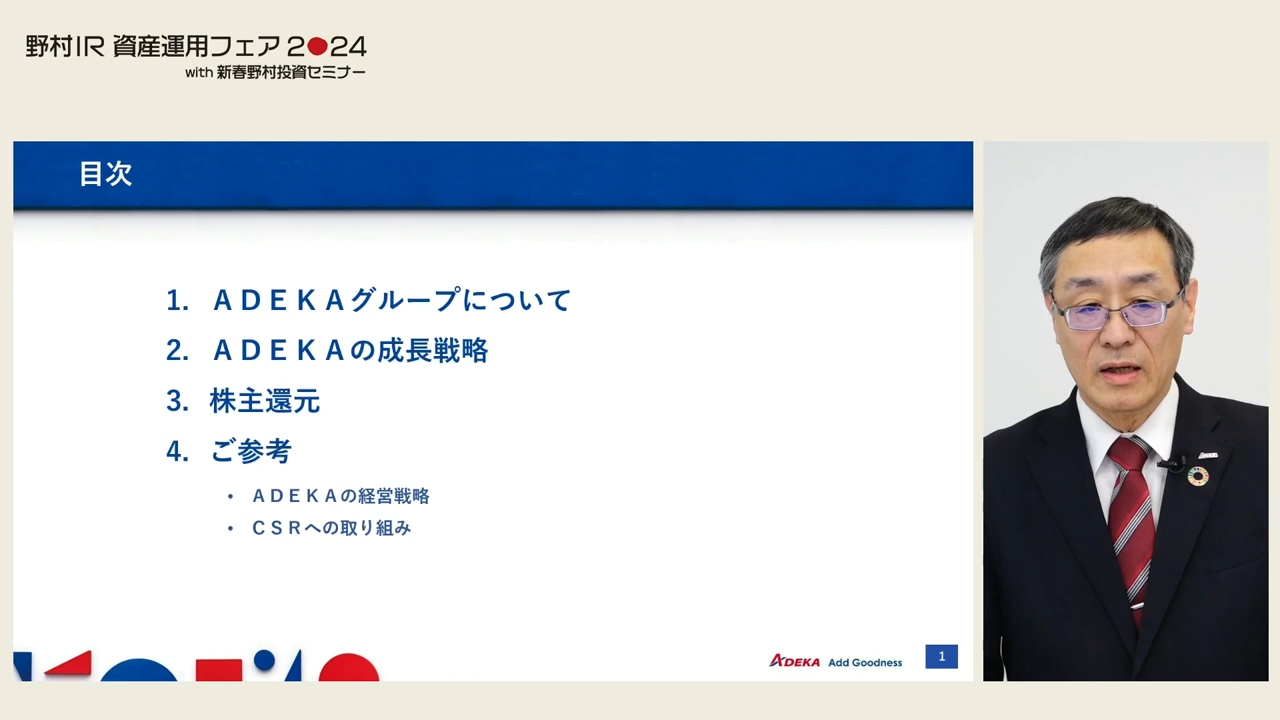 野村IR 資産運用フェア 2024
with 新春野村投資セミナー
目次
1. ＡＤＥＫＡグループについて
2. ＡＤＥＫＡの成長戦略
3. 株主還元
4. ご参考
• ＡＤＥＫＡの経営戦略
• ＣＳＲへの取り組み
ADEKA Add Goodness
1
ADEKA